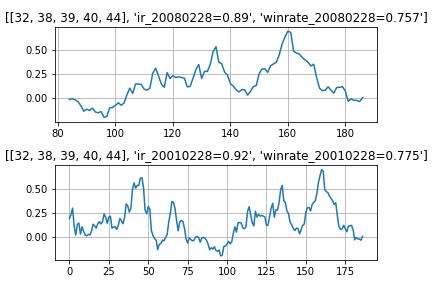 [[32, 38, 39, 40, 44], 'ir_20080228=0.89', 'winrate_20080228=0.757']
0.50
0.25
0.00
80 100 120 140 160 180
[[32, 38, 39, 40, 44], 'ir_20010228=0.92', 'winrate_20010228=0.775']
0.50
0.25
0.00
0 25 50 75 100 125 150 175